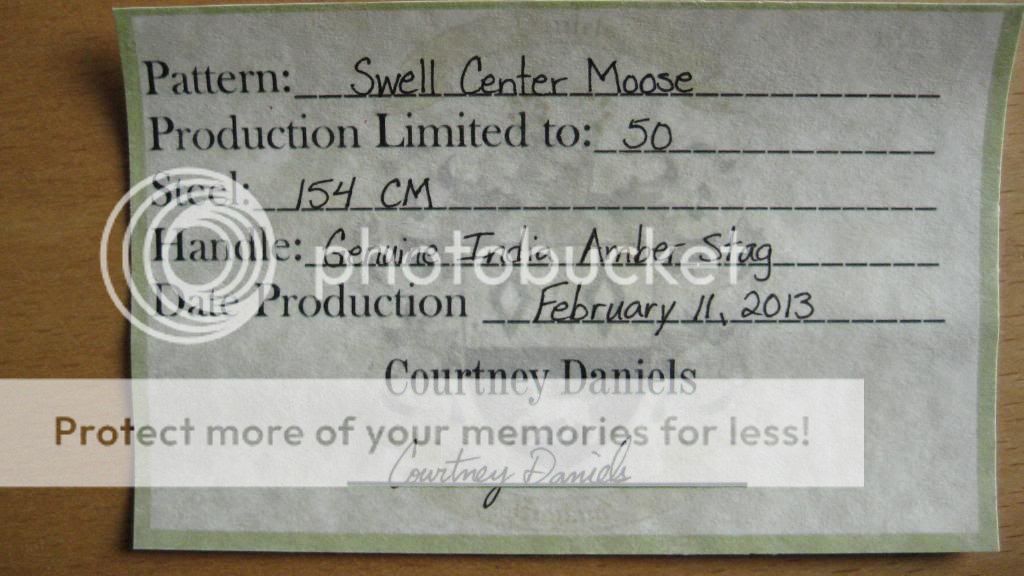 Pattern: Swell Center Moose
Production Limited to: 50
Steel: 154 CM
Handle: Genuine India Amber Stag
photobucket
Date Production February 11, 2013
Courtney Daniels
Protect more of your memories for less!
Courtney Daniels